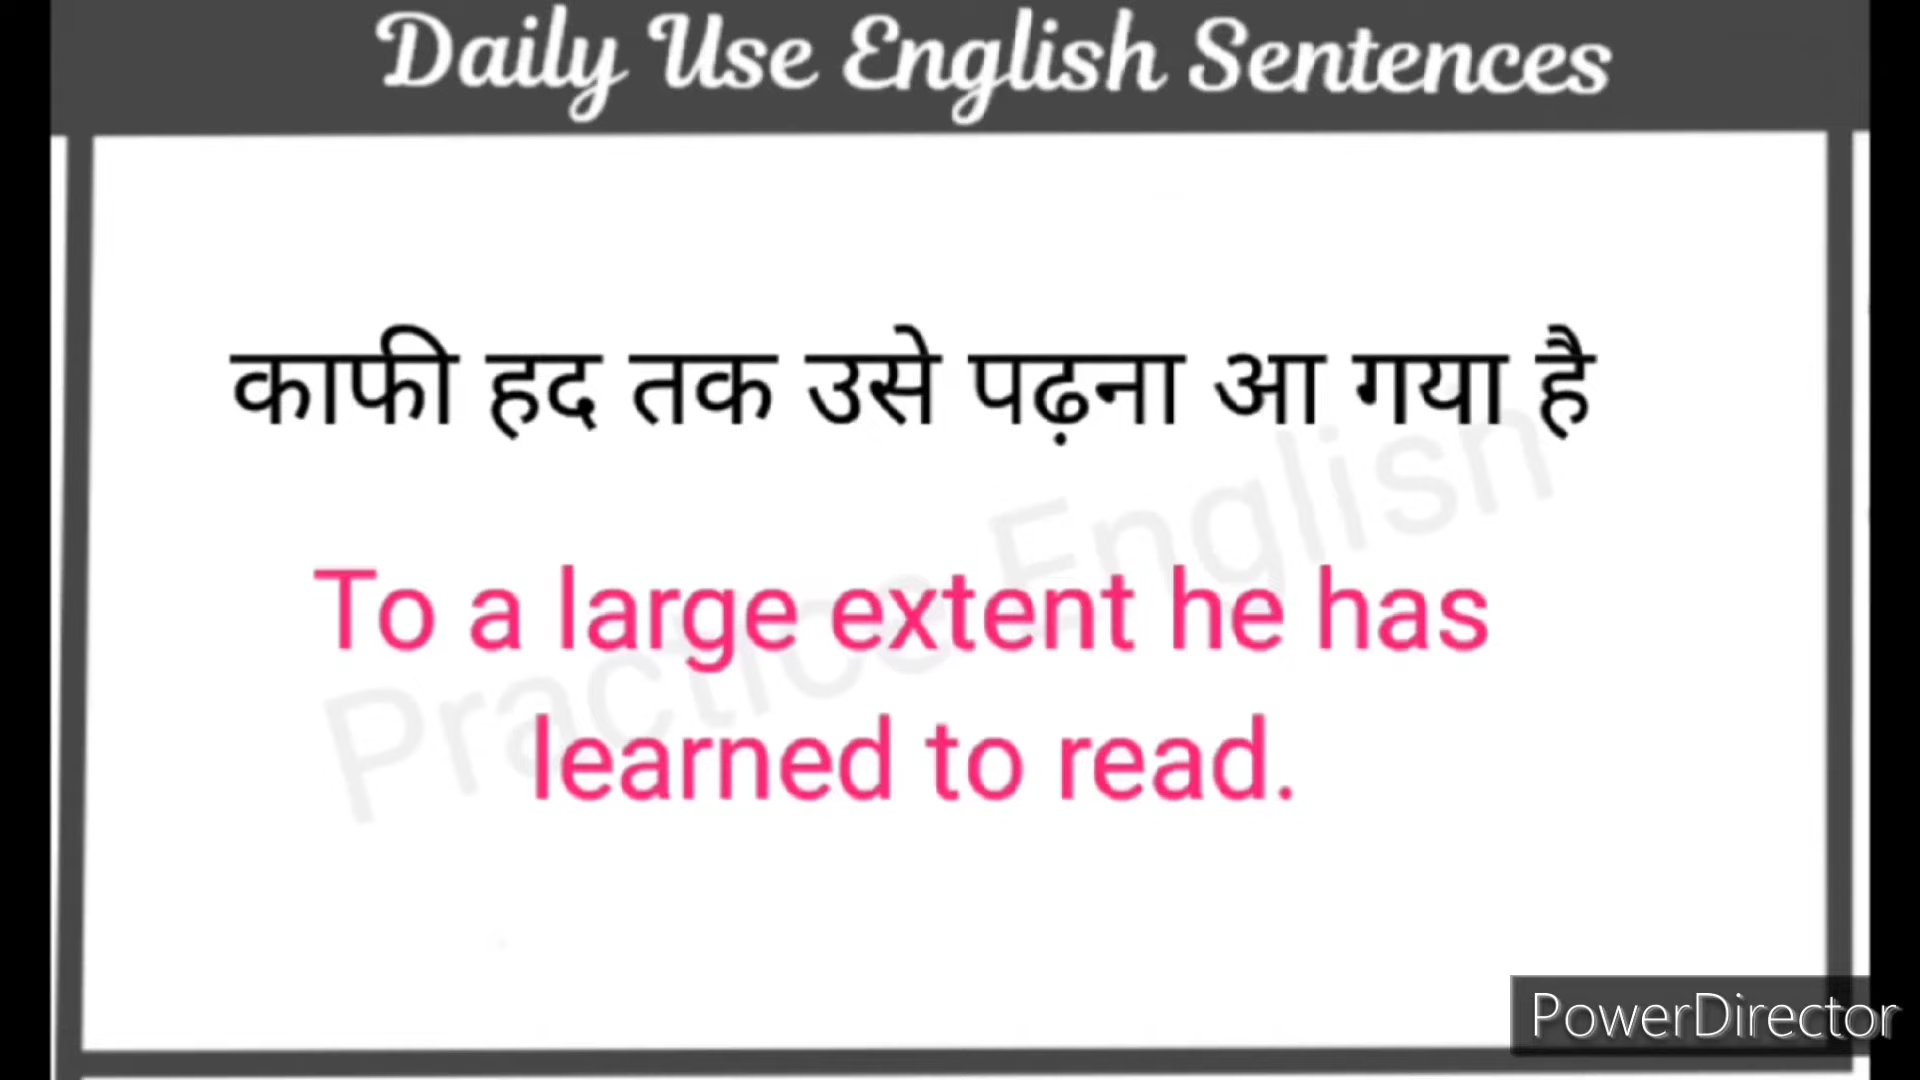 Daily Use English Sentences
काफी हद तक उसे पढ़ना आ गया है
Practice English
To a large extent he has
learned to read.
PowerDirector